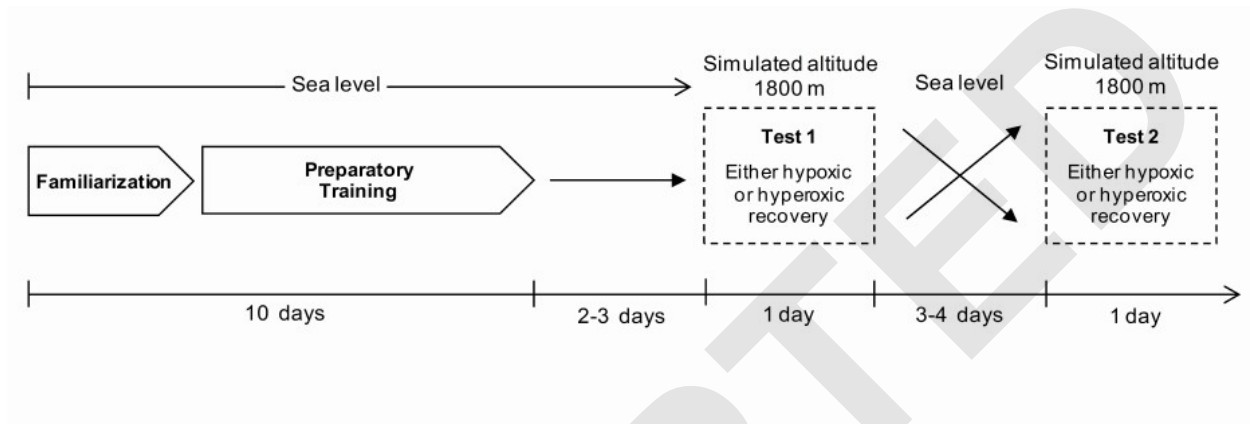 Sea level
Simulated altitude
1800 m
Sea level
Simulated altitude
1800 m
Familiarization
Preparatory
Training
Test 1
Either hypoxic
or hyperoxic
recovery
Test 2
Either hypoxic
or hyperoxic
recovery
10 days
2-3 days
1 day
3-4 days
1 day
PTED